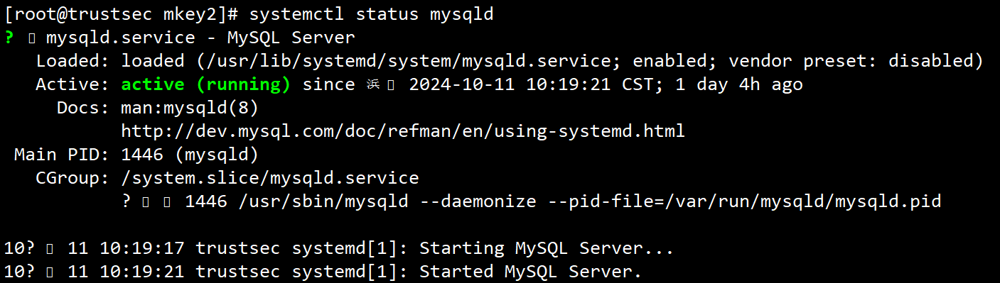 [root@trustsec mkey2]# systemctl status mysqld
? ▯ mysqld.service - MySQL Server
Loaded: loaded (/usr/lib/systemd/system/mysqld.service; enabled; vendor preset: disabled)
Active: active (running) since 浜▯ 2024-10-11 10:19:21 CST; 1 day 4h ago
Docs: man:mysqld(8)
http://dev.mysql.com/doc/refman/en/using-systemd.html
Main PID: 1446 (mysqld)
CGroup: /system.slice/mysqld.service
? ▯ ▯ 1446 /usr/sbin/mysqld --daemonize --pid-file=/var/run/mysqld/mysqld.pid
10? ▯ 11 10:19:17 trustsec systemd[1]: Starting MySQL Server...
10? ▯ 11 10:19:21 trustsec systemd[1]: Started MySQL Server.